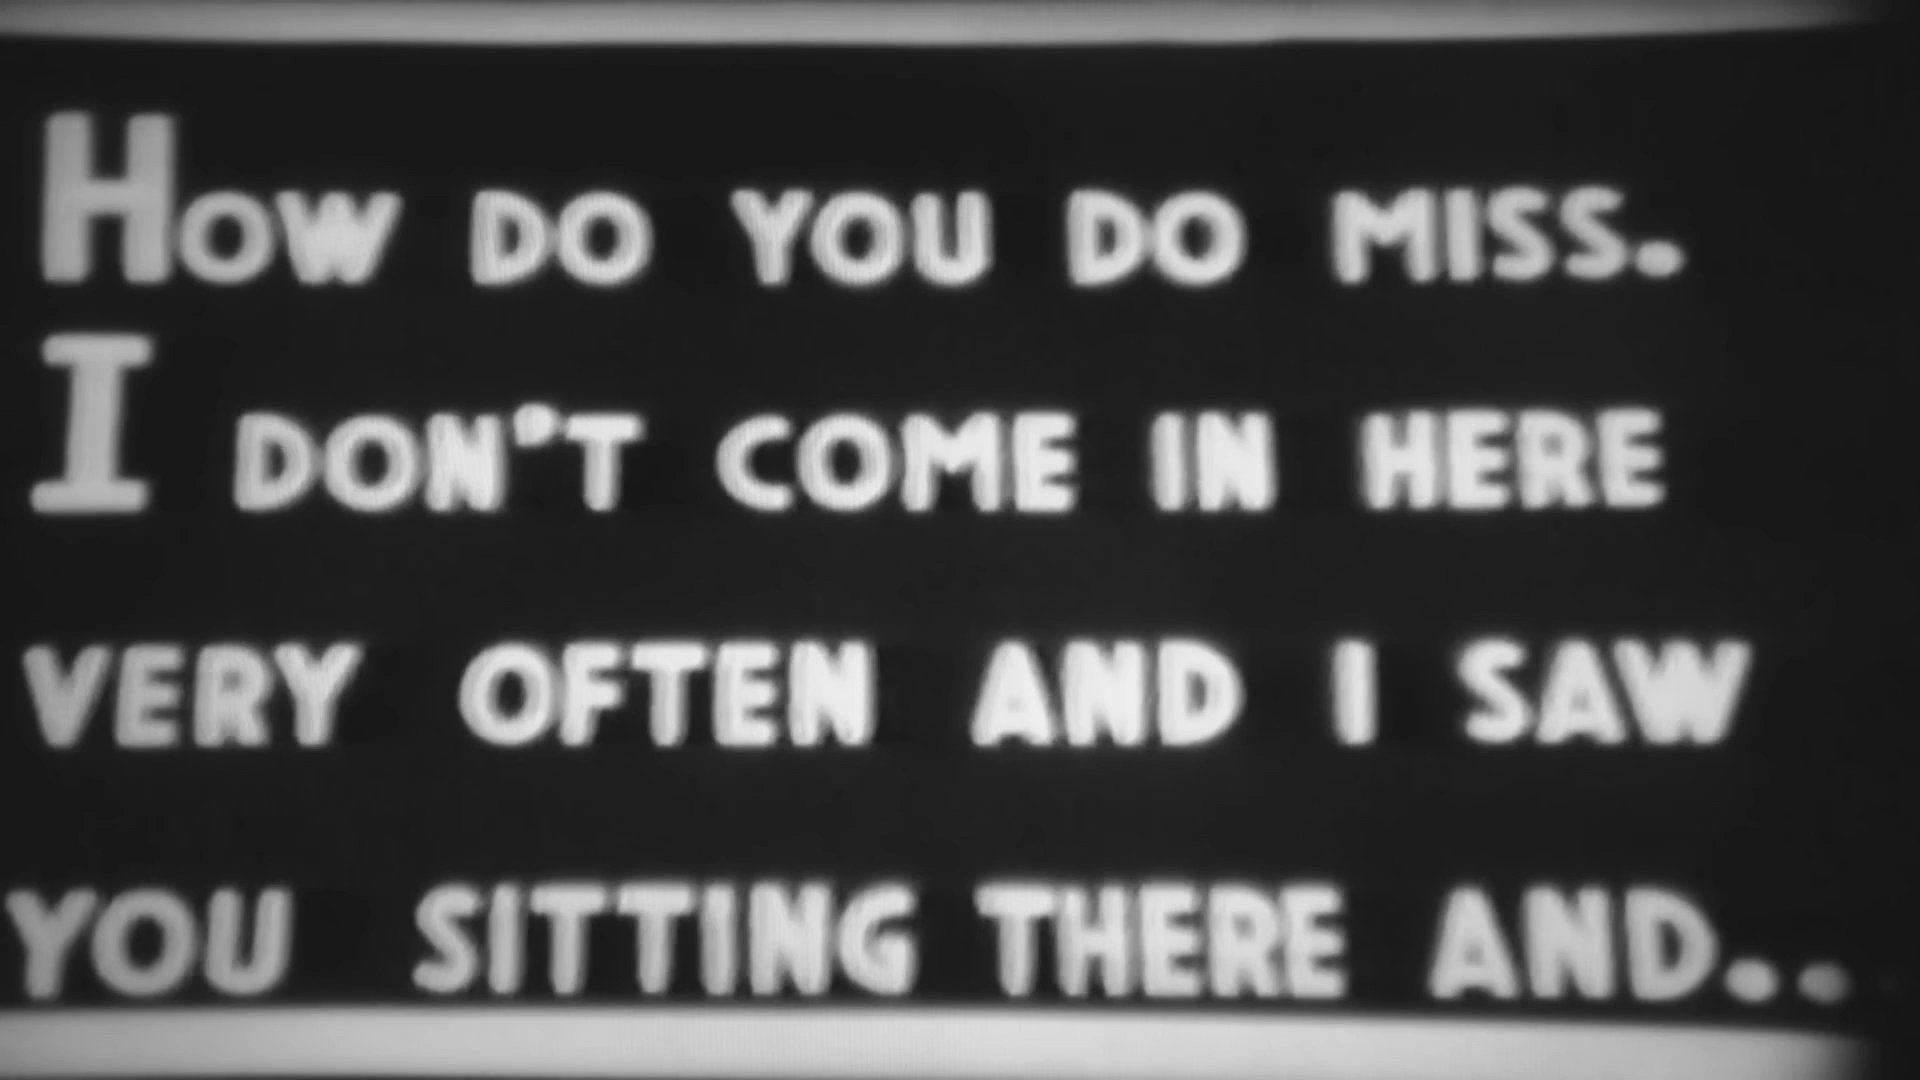 How DO YOU DO MISS.
I DON'T COME IN HERE
VERY OFTEN AND I SAW
YOU SITTING THERE AND..